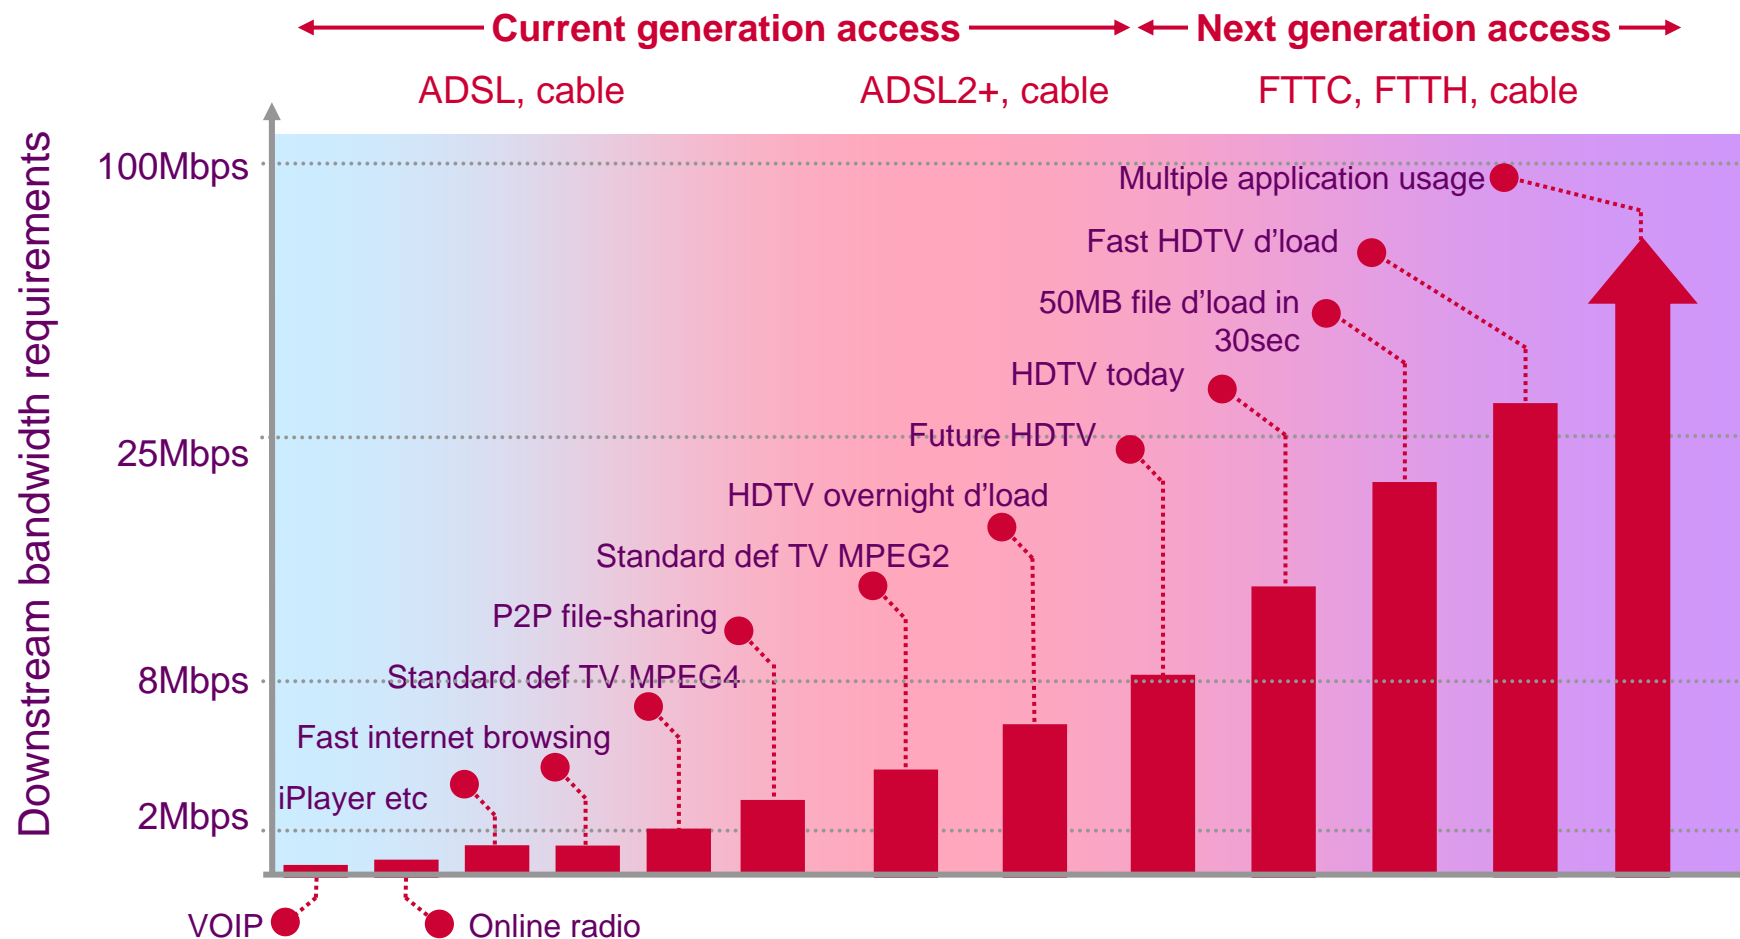 Current generation access
Next generation access
ADSL, cable
ADSL2+, cable
FTTC, FTTH, cable
Downstream bandwidth requirements
100Mbps
25Mbps
8Mbps
2Mbps
Multiple application usage
Fast HDTV d’load
50MB file d’load in
30sec
HDTV today
Future HDTV
HDTV overnight d’load
Standard def TV MPEG2
P2P file-sharing
Standard def TV MPEG4
Fast internet browsing
iPlayer etc
VOIP
Online radio